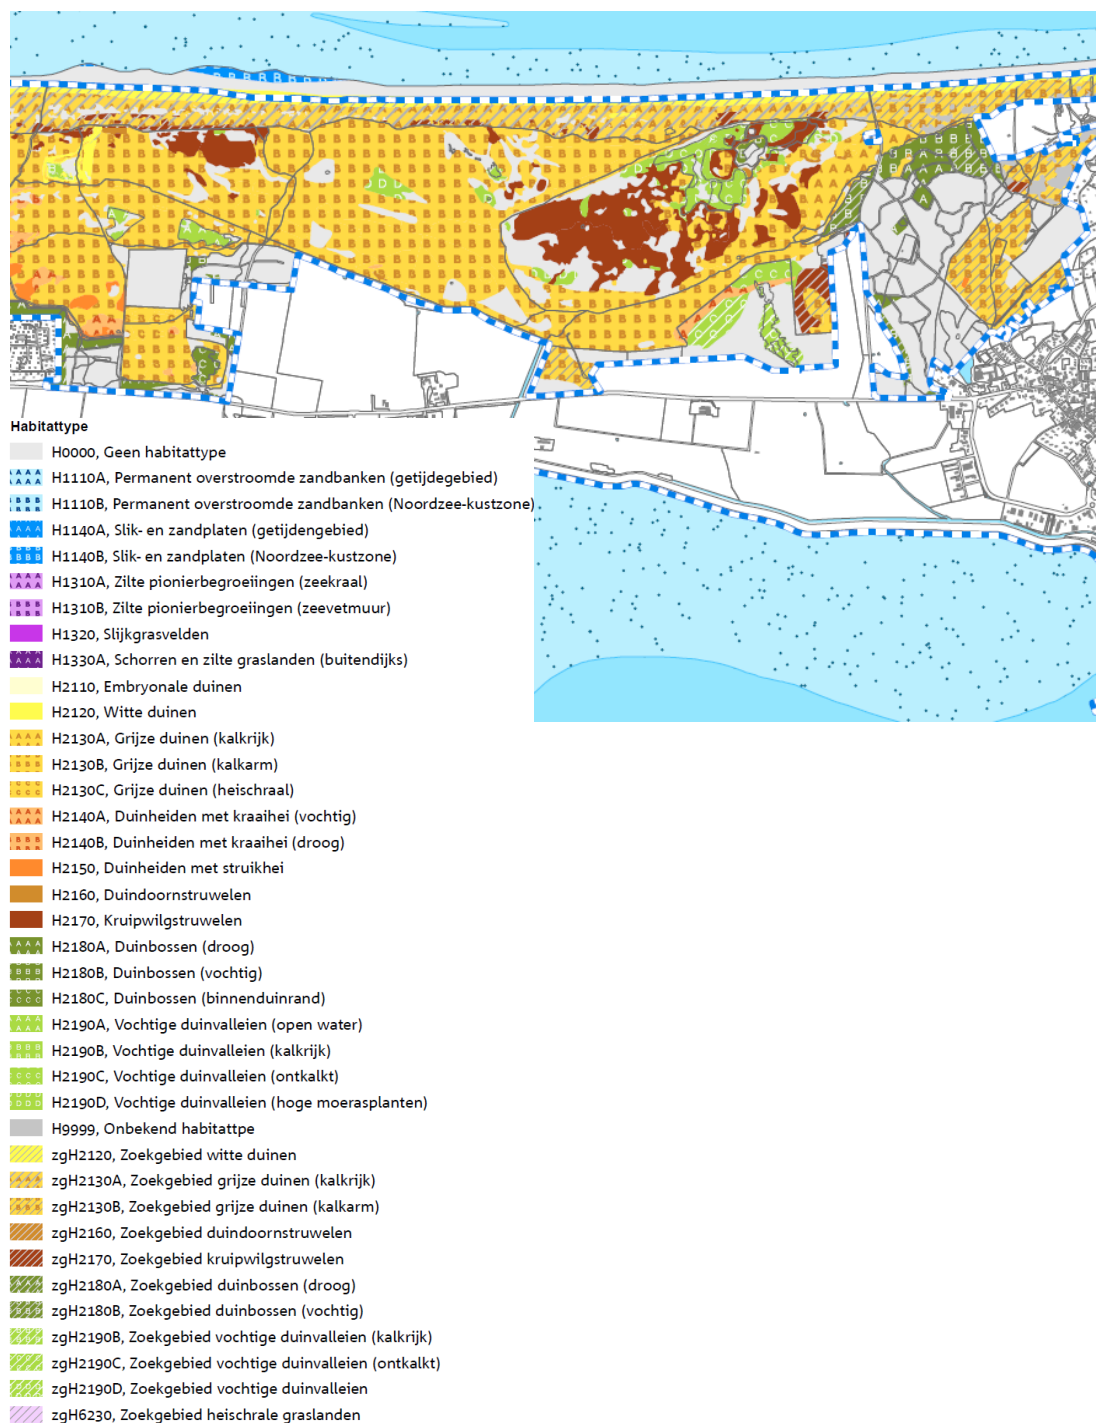 Habitattype
H0000, Geen habitattype
H1110A, Permanent overstroomde zandbanken (getijdegebied)
H1110B, Permanent overstroomde zandbanken (Noordzee-kustzone)
H1140A, Slik- en zandplaten (getijdengebied)
H1140B, Slik- en zandplaten (Noordzee-kustzone)
H1310A, Zilte pionierbegroeiingen (zeekraal)
H1310B, Zilte pionierbegroeiingen (zeevetmuur)
H1320, Slijkgrasvelden
H1330A, Schorren en zilte graslanden (buitendijks)
H2110, Embryonale duinen
H2120, Witte duinen
H2130A, Grijze duinen (kalkrijk)
H2130B, Grijze duinen (kalkarm)
H2130C, Grijze duinen (heischraal)
H2140A, Duinheiden met kraaihei (vochtig)
H2140B, Duinheiden met kraaihei (droog)
H2150, Duinheiden met struikhei
H2160, Duindoornstruwelen
H2170, Kruipwilgstruwelen
H2180A, Duinbossen (droog)
H2180B, Duinbossen (vochtig)
H2180C, Duinbossen (binnenduinrand)
H2190A, Vochtige duinvalleien (open water)
H2190B, Vochtige duinvalleien (kalkrijk)
H2190C, Vochtige duinvalleien (ontkalkt)
H2190D, Vochtige duinvalleien (hoge moerasplanten)
H9999, Onbekend habitattpe
zgH2120, Zoekgebied witte duinen
zgH2130A, Zoekgebied grijze duinen (kalkrijk)
zgH2130B, Zoekgebied grijze duinen (kalkarm)
zgH2160, Zoekgebied duindoornstruwelen
zgH2170, Zoekgebied kruipwilgstruwelen
zgH2180A, Zoekgebied duinbossen (droog)
zgH2180B, Zoekgebied duinbossen (vochtig)
zgH2190B, Zoekgebied vochtige duinvalleien (kalkrijk)
zgH2190C, Zoekgebied vochtige duinvalleien (ontkalkt)
zgH2190D, Zoekgebied vochtige duinvalleien
zgH6230, Zoekgebied heischrale graslanden